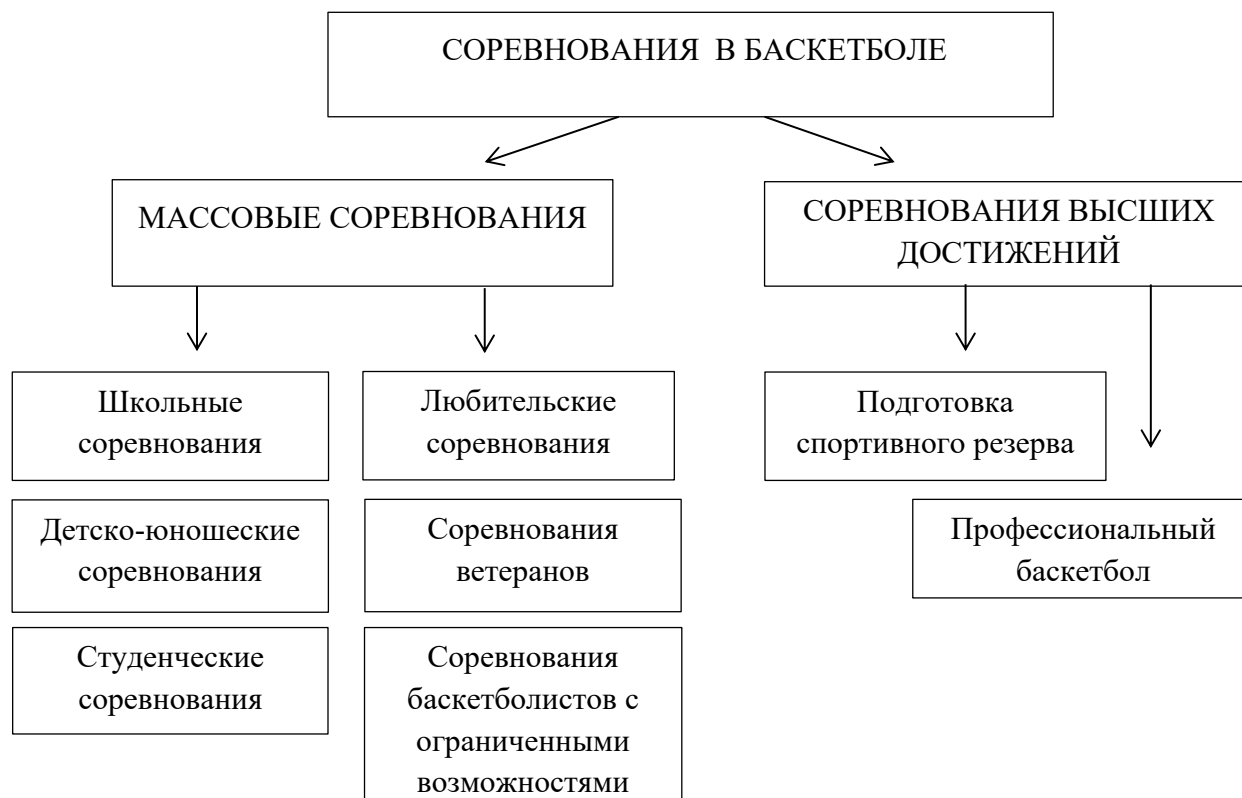 СОРЕВНОВАНИЯ В БАСКЕТБОЛЕ
МАССОВЫЕ СОРЕВНОВАНИЯ
СОРЕВНОВАНИЯ ВЫСШИХ
ДОСТИЖЕНИЙ
Школьные
соревнования
Любительские
соревнования
Подготовка
спортивного резерва
Детско-юношеские
соревнования
Соревнования
ветеранов
Профессиональный
баскетбол
Студенческие
соревнования
Соревнования
баскетболистов с
ограниченными
возможностями